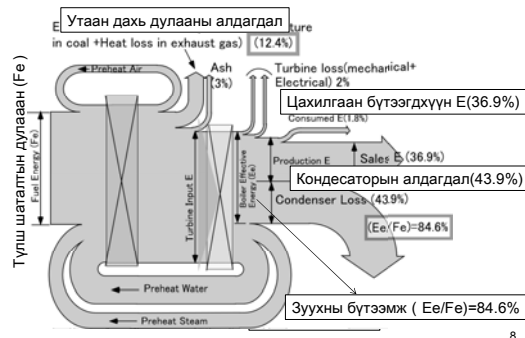 Утаан дахь дулааны алдагдал
E
ture
in coal +Heat loss in exhaust gas)
(12.4%)
Preheat Air
Ash
(3%)
Turbine loss(mechanical+
Electrical) 2%
Цахилгаан бүтээгдхүүн Е(36.9%)
Consumed E(1.8%)
Түлш шаталтын дулааан (Fe)
Fuel Energy (Fe)
Turbine Input E
Boiler Effective
Energy (Ee)
Production E
Sales E (36.9%)
Кондесаторын алдагдал(43.9%)
Condenser Loss (43.9%)
(Ee/Fe)=84.6%
Preheat Water
Зуухны бүтээмж ( Ee/Fe)=84.6%
Preheat Steam
8